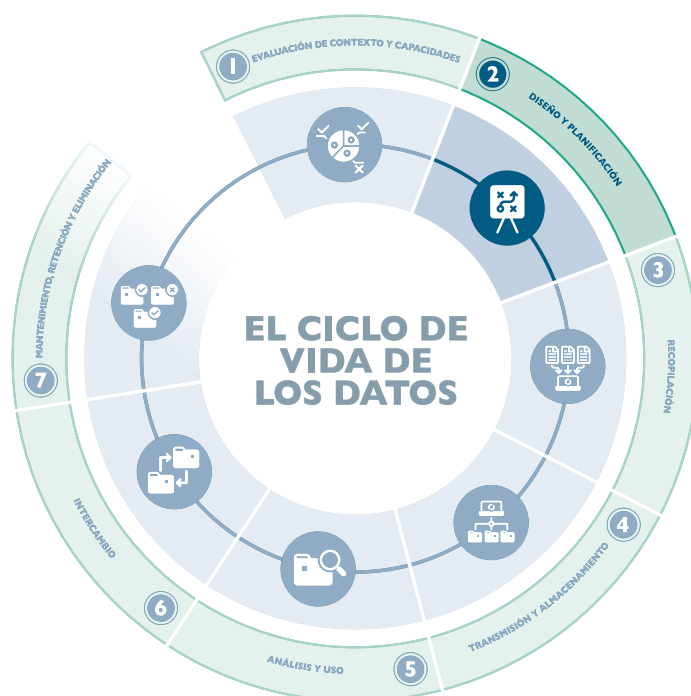 1 EVALUACIÓN DE CONTEXTO Y CAPACIDADES
2 DISEÑO Y PLANIFICACIÓN
3 RECOPILACIÓN
4 TRANSMISIÓN Y ALMACENAMIENTO
5 ANÁLISIS Y USO
6 INTERCAMBIO
7 MANTENIMIENTO, RETENCIÓN Y ELIMINACIÓN
EL CICLO DE
VIDA DE
LOS DATOS